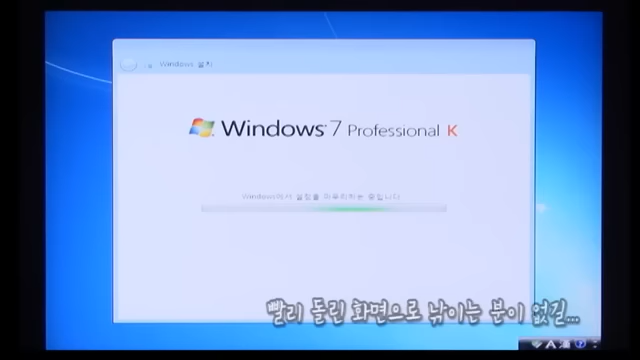 Windows 설치
Windows 7 Professional K
Windows에서 설정을 마무리하는 중입니다
빨리 돌린 화면으로 낚이는 분이 없길...